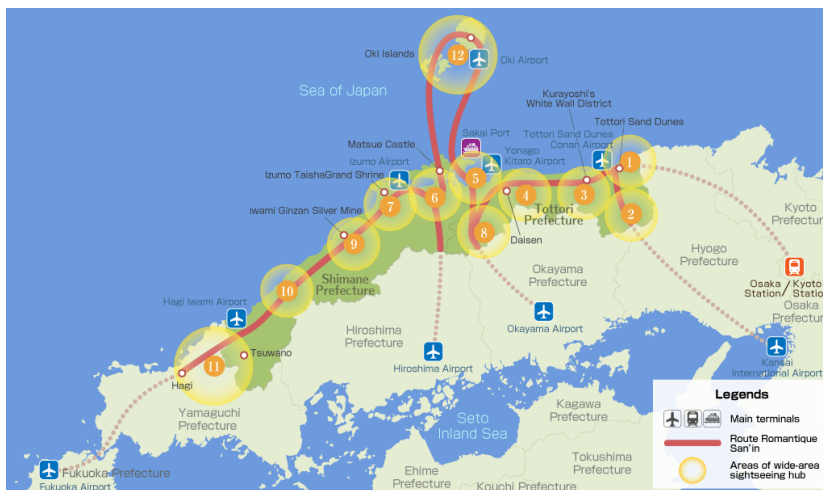 12
Oki Islands
Oki Airport
Sea of Japan
Kurayoshi's
White Wall District
Tottori Sand Dunes
Sakai Port
Tottori Sand Dunes
Conan Airport
Matsue Castle
Izumo Airport
Yonago
Kitaro Airport
1
Izumo TaishaGrand Shrine
5
6
4
3
7
2
Kyoto
Prefecture
Iwami Ginzan Silver Mine
Tottori
Prefecture
8
Daisen
9
Hyogo
Prefecture
Shimane
Prefecture
Okayama
Prefecture
Osaka / Kyoto
Station / Station
Osaka
Prefecture
10
Hagi Iwami Airport
Hiroshima
Prefecture
Okayama Airport
Tsuwano
Hiroshima Airport
Kansai
International Airport
11
Hagi
Yamaguchi
Prefecture
Seto
Inland Sea
Kagawa
Prefecture
Legends
Main terminals
Route Romantique
San'in
Areas of wide-area
sightseeing hub
Fukuoka Prefecture
Fukuoka Airport
Ehime
Prefecture
Tokushima
Prefecture
Kouchi Prefecture